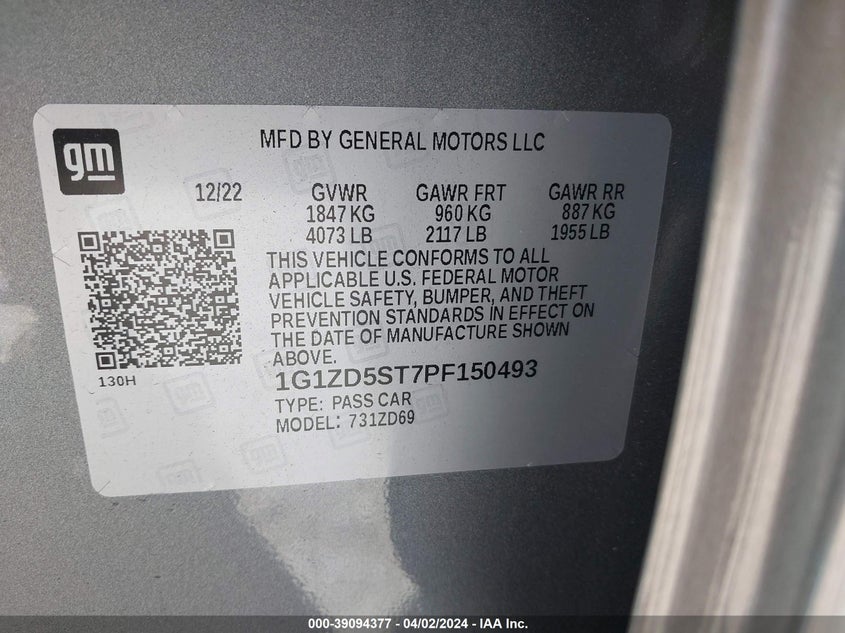 gm
MFD BY GENERAL MOTORS LLC
12/22 GVWR GAWR FRT GAWR RR
1847 KG 960 KG 887 KG
4073 LB 2117 LB 1955 LB
THIS VEHICLE CONFORMS TO ALL
APPLICABLE U.S. FEDERAL MOTOR
VEHICLE SAFETY, BUMPER, AND THEFT
PREVENTION STANDARDS IN EFFECT ON
THE DATE OF MANUFACTURE SHOWN
ABOVE.
130H
1G1ZD5ST7PF150493
TYPE: PASS CAR
MODEL: 731ZD69
000-39094377 - 04/02/2024 - IAA Inc.